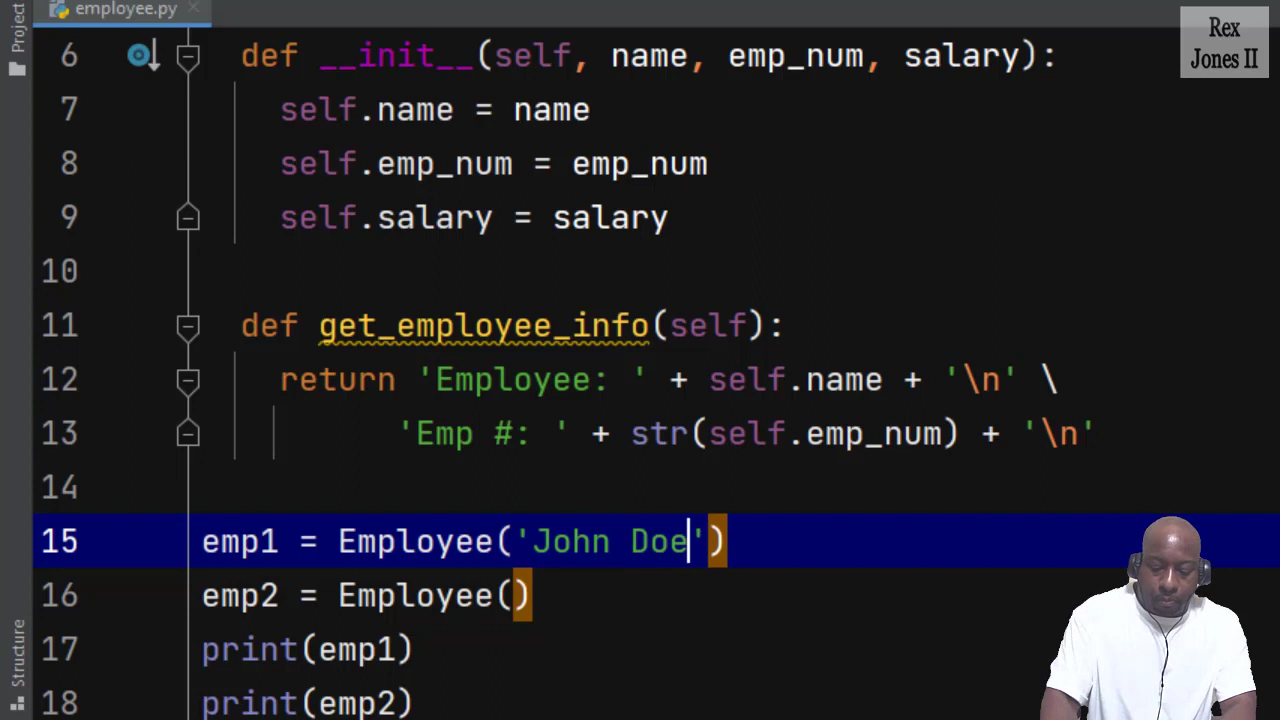 Project
employee.py
Rex
Jones II
6 def __init__(self, name, emp_num, salary):
7 self.name = name
8 self.emp_num = emp_num
9 self.salary = salary
10
11 def get_employee_info(self):
12 return 'Employee: ' + self.name + '\n' \
13 'Emp #: ' + str(self.emp_num) + '\n'
14
15 emp1 = Employee('John Doe')
16 emp2 = Employee()
17 print(emp1)
18 print(emp2)
Structure